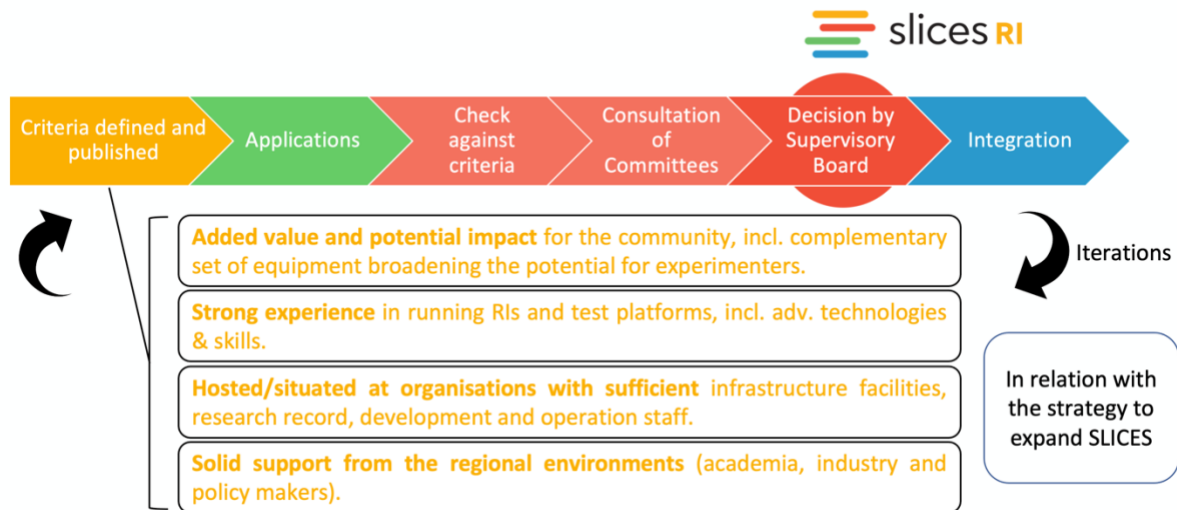 slices RI
Criteria defined and
published
Applications
Check
against
criteria
Consultation
of
Committees
Decision by
Supervisory
Board
Integration
Added value and potential impact for the community, incl. complementary
set of equipment broadening the potential for experimenters.
Strong experience in running RIs and test platforms, incl. adv. technologies
& skills.
Hosted/situated at organisations with sufficient infrastructure facilities,
research record, development and operation staff.
Solid support from the regional environments (academia, industry and
policy makers).
Iterations
In relation with
the strategy to
expand SLICES